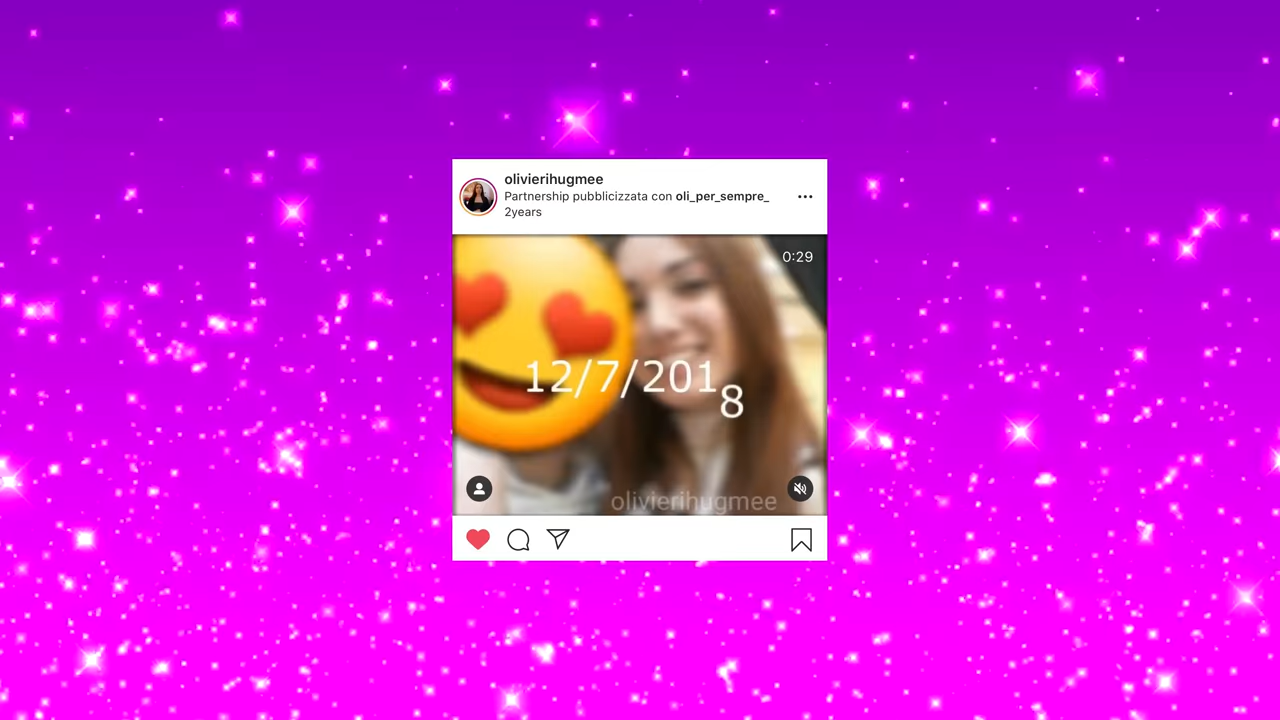 olivierihugmee
Partnership pubblicizzata con oli_per_sempre_
2years
0:29
12/7/2018
olivierihugmee